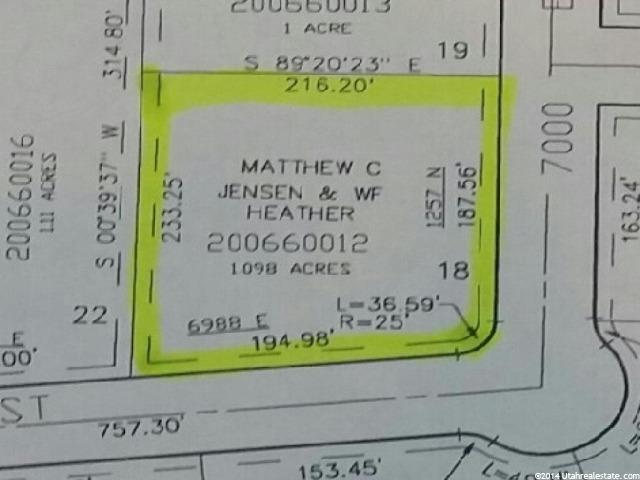 200660013
1 ACRE
19
S 89°20'23" E
216.20'
314.80'
S 00°39'37" W
200660016
1.11 ACRES
233.25'
MATTHEW C
JENSEN & WF
HEATHER
200660012
1.098 ACRES
18
1257 N
187.56'
7000
163.24'
22
6988 E
194.98'
L=36.59'
R=25'
00'
ST
757.30'
153.45'
©2014 Utahrealestate.com